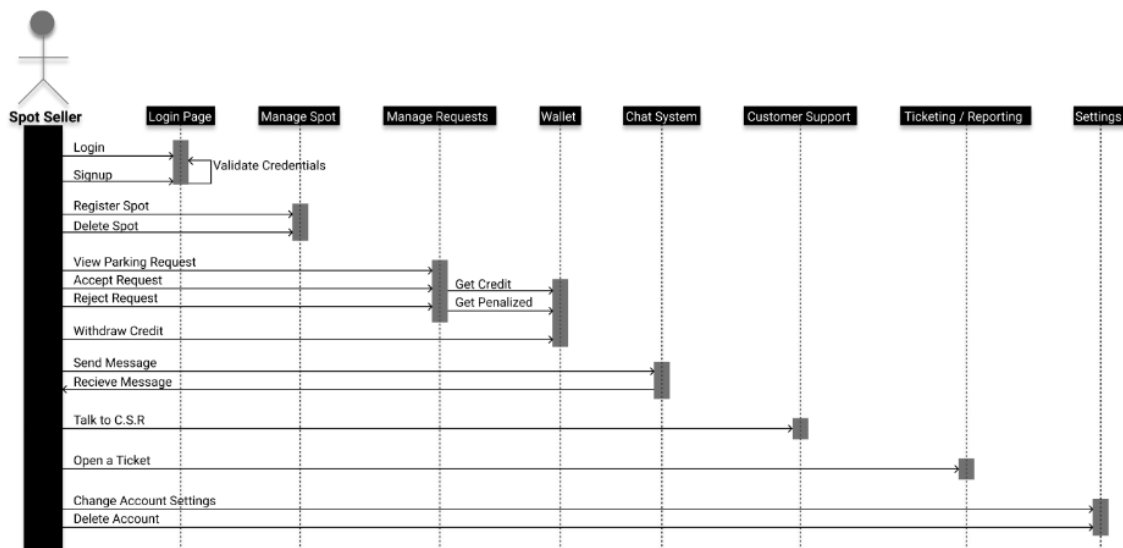 Spot Seller
Login Page
Manage Spot
Manage Requests
Wallet
Chat System
Customer Support
Ticketing / Reporting
Settings
Login
Validate Credentials
Signup
Register Spot
Delete Spot
View Parking Request
Accept Request
Get Credit
Reject Request
Get Penalized
Withdraw Credit
Send Message
Recieve Message
Talk to C.S.R
Open a Ticket
Change Account Settings
Delete Account